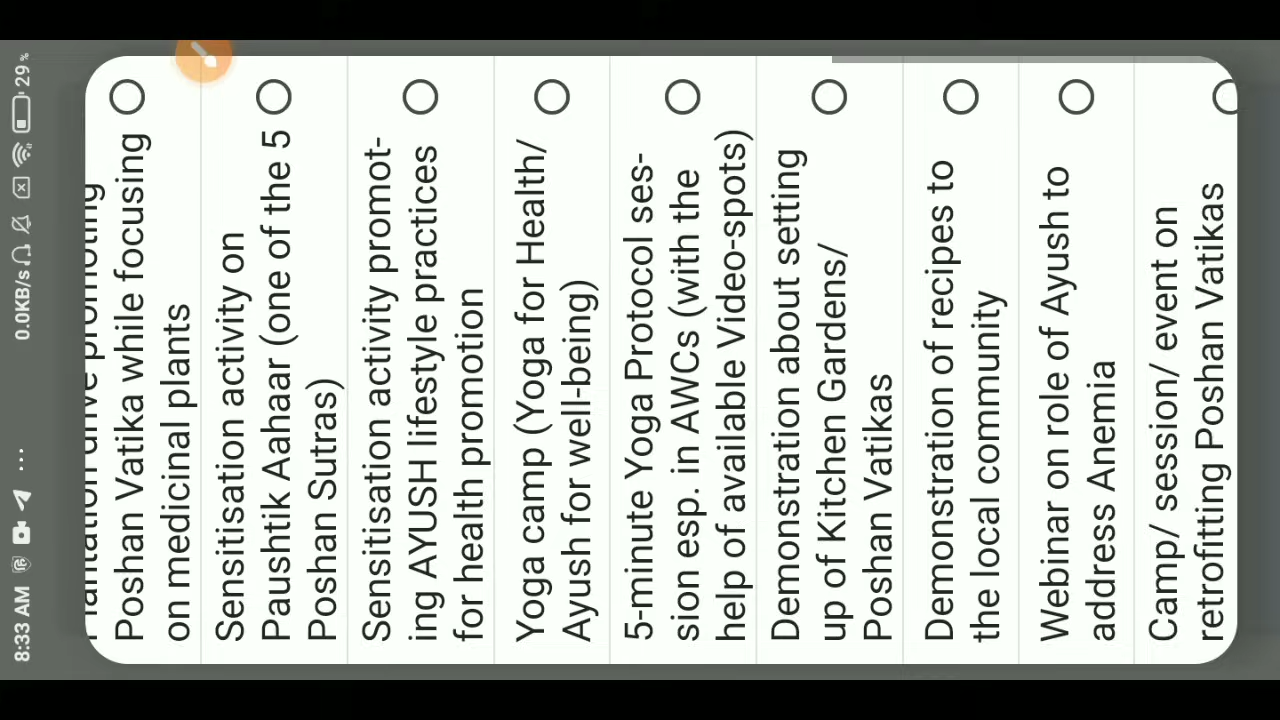 8:33 AM
0.0KB/s
29%
Plantation drive promoting
Poshan Vatika while focusing
on medicinal plants
Sensitisation activity on
Paushtik Aahaar (one of the 5
Poshan Sutras)
Sensitisation activity promot-
ing AYUSH lifestyle practices
for health promotion
Yoga camp (Yoga for Health/
Ayush for well-being)
5-minute Yoga Protocol ses-
sion esp. in AWCs (with the
help of available Video-spots)
Demonstration about setting
up of Kitchen Gardens/
Poshan Vatikas
Demonstration of recipes to
the local community
Webinar on role of Ayush to
address Anemia
Camp/ session/ event on
retrofitting Poshan Vatikas